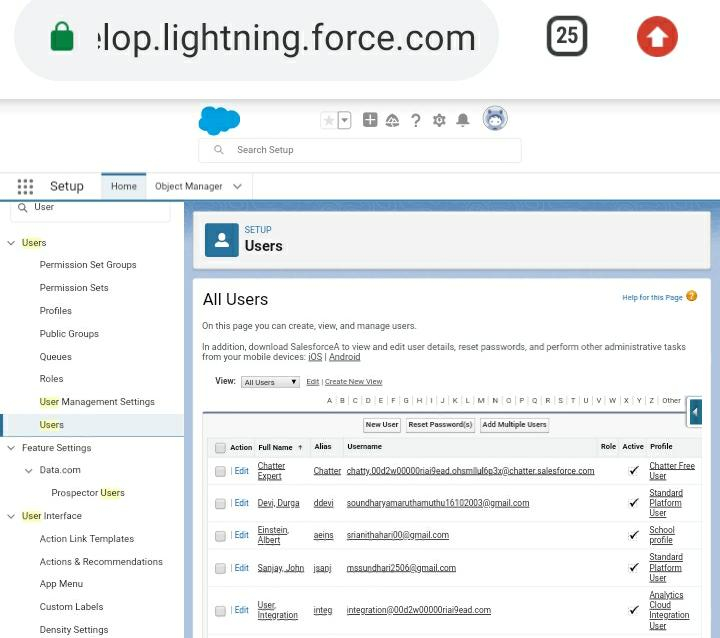 elop.lightning.force.com
25
Search Setup
Setup
Home
Object Manager
User
Users
Permission Set Groups
Permission Sets
Profiles
Public Groups
Queues
Roles
User Management Settings
Users
Feature Settings
Data.com
Prospector Users
User Interface
Action Link Templates
Actions & Recommendations
App Menu
Custom Labels
Density Settings
SETUP
Users
All Users
Help for this Page ?
On this page you can create, view, and manage users.
In addition, download SalesforceA to view and edit user details, reset passwords, and perform other administrative tasks
from your mobile devices: iOS | Android
View: All Users Edit | Create New View
A | B | C | D | E | F | G | H | I | J | K | L | M | N | O | P | Q | R | S | T | U | V | W | X | Y | Z | Other
New User Reset Password(s) Add Multiple Users
Action Full Name ↑ Alias Username Role Active Profile
| Edit Chatter Expert Chatter chatty.00d2w00000riai9ead.ohsmllul6p3x@chatter.salesforce.com ✓ Chatter Free User
| Edit Devi, Durga ddevi soundharyamaruthamuthu16102003@gmail.com ✓ Standard Platform User
| Edit Einstein, Albert aeins srianithahari00@gmail.com ✓ School profile
| Edit Sanjay, John jsanj mssundhari2506@gmail.com ✓ Standard Platform User
| Edit User, Integration integ integration@00d2w00000riai9ead.com ✓ Analytics Cloud Integration User